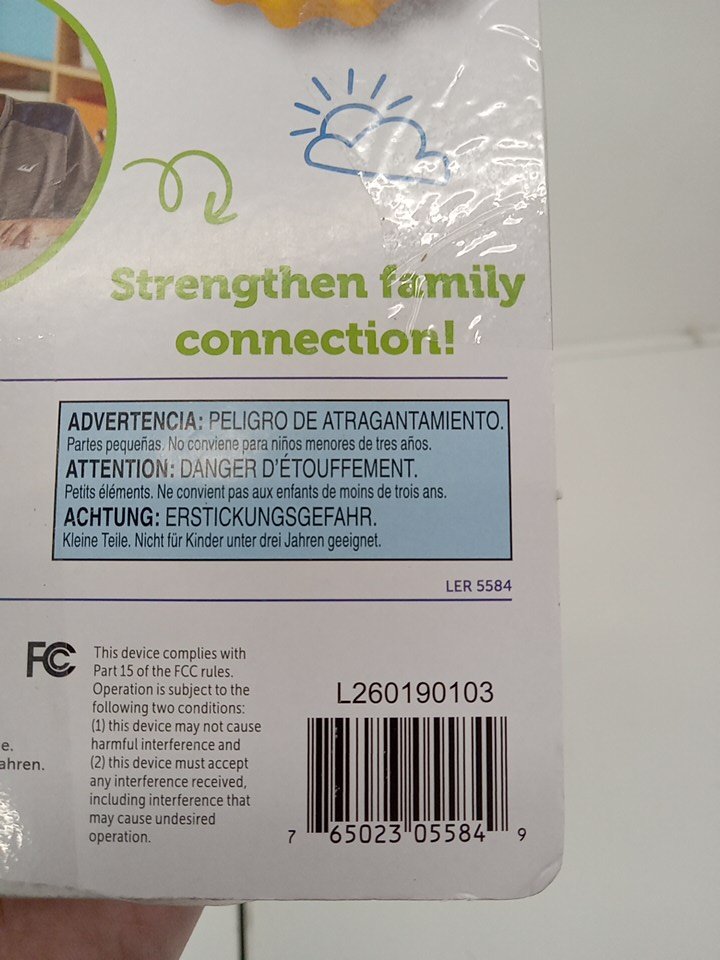 Strengthen family
connection!
ADVERTENCIA: PELIGRO DE ATRAGANTAMIENTO.
Partes pequeñas. No conviene para niños menores de tres años.
ATTENTION: DANGER D'ÉTOUFFEMENT.
Petits éléments. Ne convient pas aux enfants de moins de trois ans.
ACHTUNG: ERSTICKUNGSGEFAHR.
Kleine Teile. Nicht für Kinder unter drei Jahren geeignet.
LER 5584
e.
ahren.
FC
This device complies with
Part 15 of the FCC rules.
Operation is subject to the
following two conditions:
(1) this device may not cause
harmful interference and
(2) this device must accept
any interference received,
including interference that
may cause undesired
operation.
L260190103
7 65023 05584 9